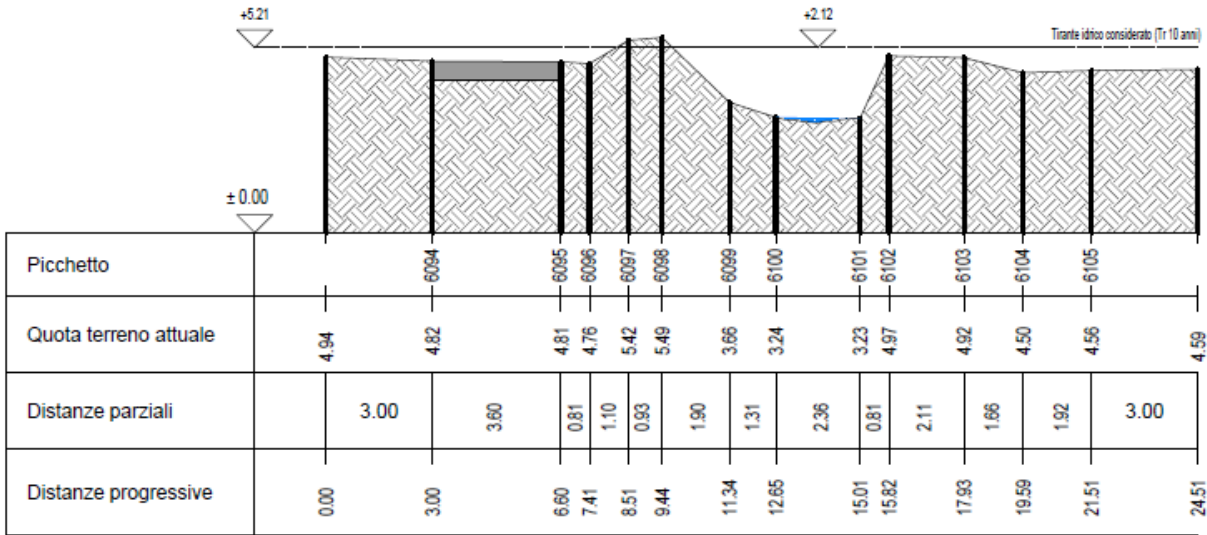 +5.21
+2.12
Tirante idrico considerato (Tr 10 anni)
± 0.00
Picchetto 6094 6095 6096 6097 6098 6099 6100 6101 6102 6103 6104 6105
Quota terreno attuale 4.94 4.82 4.81 4.76 5.42 5.49 3.66 3.24 3.23 4.97 4.92 4.50 4.56 4.59
Distanze parziali 3.00 3.60 0.81 1.10 0.93 1.90 1.31 2.36 0.81 2.11 1.66 1.92 3.00
Distanze progressive 0.00 3.00 6.60 7.41 8.51 9.44 11.34 12.65 15.01 15.82 17.93 19.59 21.51 24.51